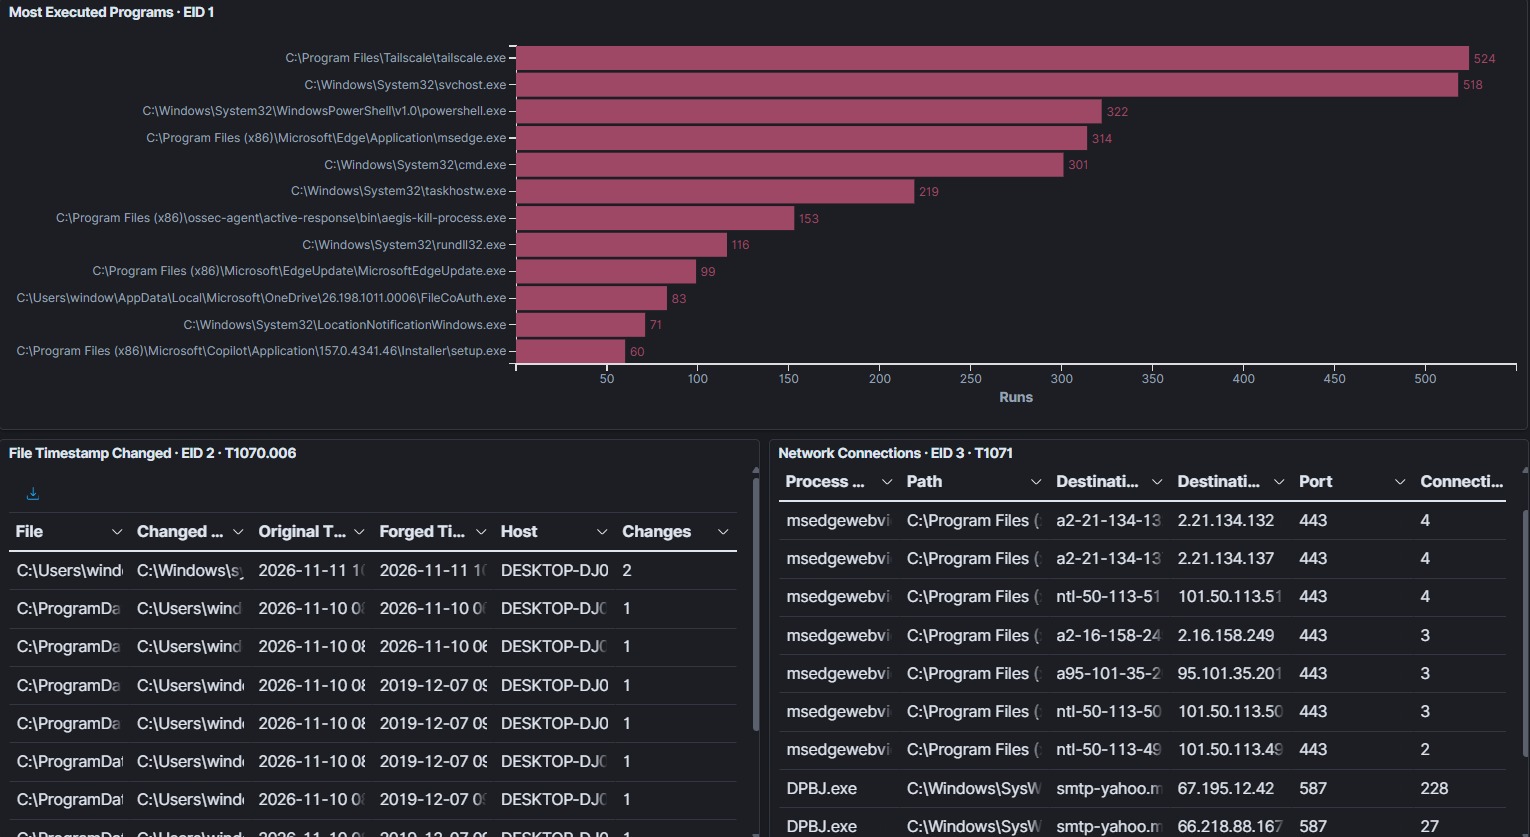 Most Executed Programs · EID 1
C:\Program Files\Tailscale\tailscale.exe 524
C:\Windows\System32\svchost.exe 518
C:\Windows\System32\WindowsPowerShell\v1.0\powershell.exe 322
C:\Program Files (x86)\Microsoft\Edge\Application\msedge.exe 314
C:\Windows\System32\cmd.exe 301
C:\Windows\System32\taskhostw.exe 219
C:\Program Files (x86)\ossec-agent\active-response\bin\aegis-kill-process.exe 153
C:\Windows\System32\rundll32.exe 116
C:\Program Files (x86)\Microsoft\EdgeUpdate\MicrosoftEdgeUpdate.exe 99
C:\Users\window\AppData\Local\Microsoft\OneDrive\26.198.1011.0006\FileCoAuth.exe 83
C:\Windows\System32\LocationNotificationWindows.exe 71
C:\Program Files (x86)\Microsoft\Copilot\Application\157.0.4341.46\Installer\setup.exe 60
50 100 150 200 250 300 350 400 450 500
Runs
File Timestamp Changed · EID 2 · T1070.006
File Changed ... Original T... Forged Ti... Host Changes
C:\Users\wind C:\Windows\s 2026-11-11 1 2026-11-11 1 DESKTOP-DJ0 2
C:\ProgramDa C:\Users\wind 2026-11-10 0 2026-11-10 0 DESKTOP-DJ0 1
C:\ProgramDa C:\Users\wind 2026-11-10 08 2026-11-10 06 DESKTOP-DJ0 1
C:\ProgramDa C:\Users\wind 2026-11-10 08 2019-12-07 09 DESKTOP-DJ0 1
C:\ProgramDa C:\Users\wind 2026-11-10 08 2019-12-07 09 DESKTOP-DJ0 1
C:\ProgramDat C:\Users\wind 2026-11-10 08 2019-12-07 09 DESKTOP-DJ0 1
C:\ProgramDat C:\Users\wind 2026-11-10 0 2019-12-07 0 DESKTOP-DJ0 1
Network Connections · EID 3 · T1071
Process ... Path Destinati... Destinati... Port Connecti...
msedgewebvi C:\Program Files ( a2-21-134-13 2.21.134.132 443 4
msedgewebvi C:\Program Files ( a2-21-134-13 2.21.134.137 443 4
msedgewebvi C:\Program Files ( ntl-50-113-51 101.50.113.51 443 4
msedgewebvi C:\Program Files ( a2-16-158-24 2.16.158.249 443 3
msedgewebvi C:\Program Files ( a95-101-35-2 95.101.35.201 443 3
msedgewebvi C:\Program Files ( ntl-50-113-50 101.50.113.50 443 3
msedgewebvi C:\Program Files ( ntl-50-113-49 101.50.113.49 443 2
DPBJ.exe C:\Windows\SysW smtp-yahoo.m 67.195.12.42 587 228
DPBJ.exe C:\Windows\SysW smtp-yahoo.m 66.218.88.167 587 27